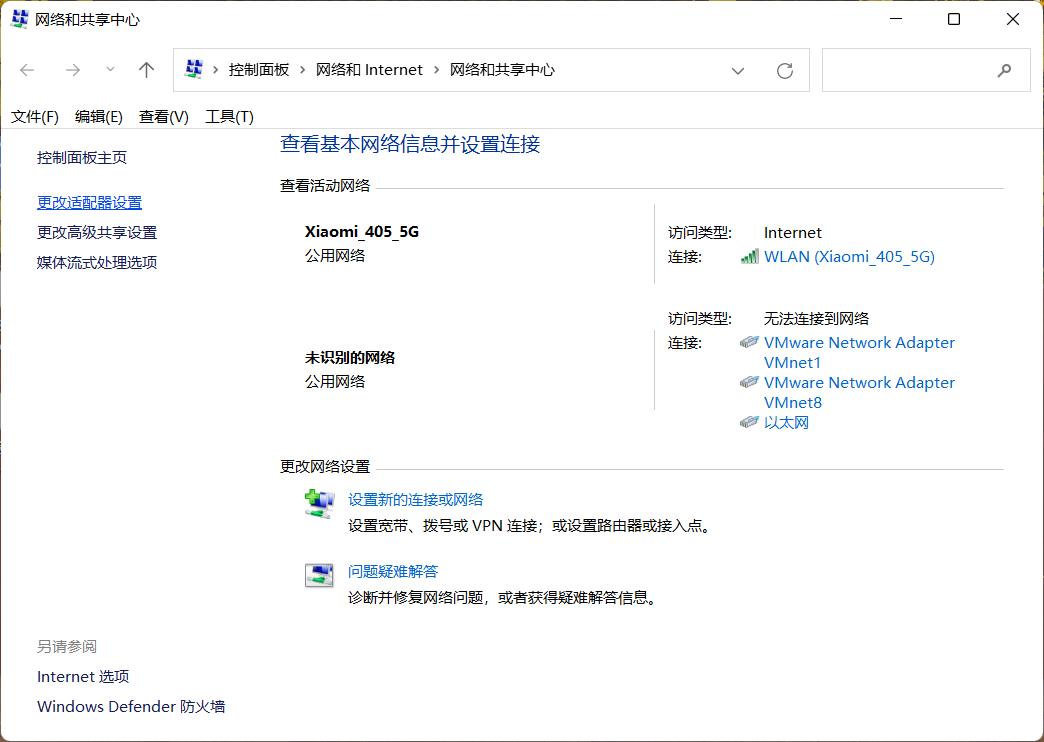 网络和共享中心
控制面板 › 网络和 Internet › 网络和共享中心
文件(F) 编辑(E) 查看(V) 工具(T)
控制面板主页
更改适配器设置
更改高级共享设置
媒体流式处理选项
查看基本网络信息并设置连接
查看活动网络
Xiaomi_405_5G
公用网络
访问类型: Internet
连接: WLAN (Xiaomi_405_5G)
未识别的网络
公用网络
访问类型: 无法连接到网络
连接: VMware Network Adapter
VMnet1
VMware Network Adapter
VMnet8
以太网
更改网络设置
设置新的连接或网络
设置宽带、拨号或 VPN 连接；或设置路由器或接入点。
问题疑难解答
诊断并修复网络问题，或者获得疑难解答信息。
另请参阅
Internet 选项
Windows Defender 防火墙